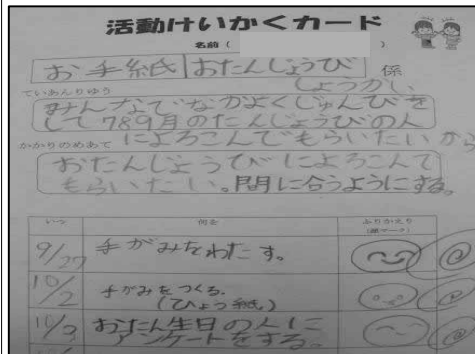 活動けいかくカード
名前( )
お手紙|おたんじょうび 係
しょうかい
ていあんりゆう
みんなでなかよくじゅんびを
して789月のたんじょうびの人
によろこんでもらいたいから
かかりのめあて
おたんじょうびによろこんで
もらいたい。間に合うようにする。
いつ 何を ふりかえり
(顔マーク)
9/27 手がみをわたす。
10/2 手がみをつくる。
(てひょう紙)
10/3 おたん生日の人に
アンケートをする。